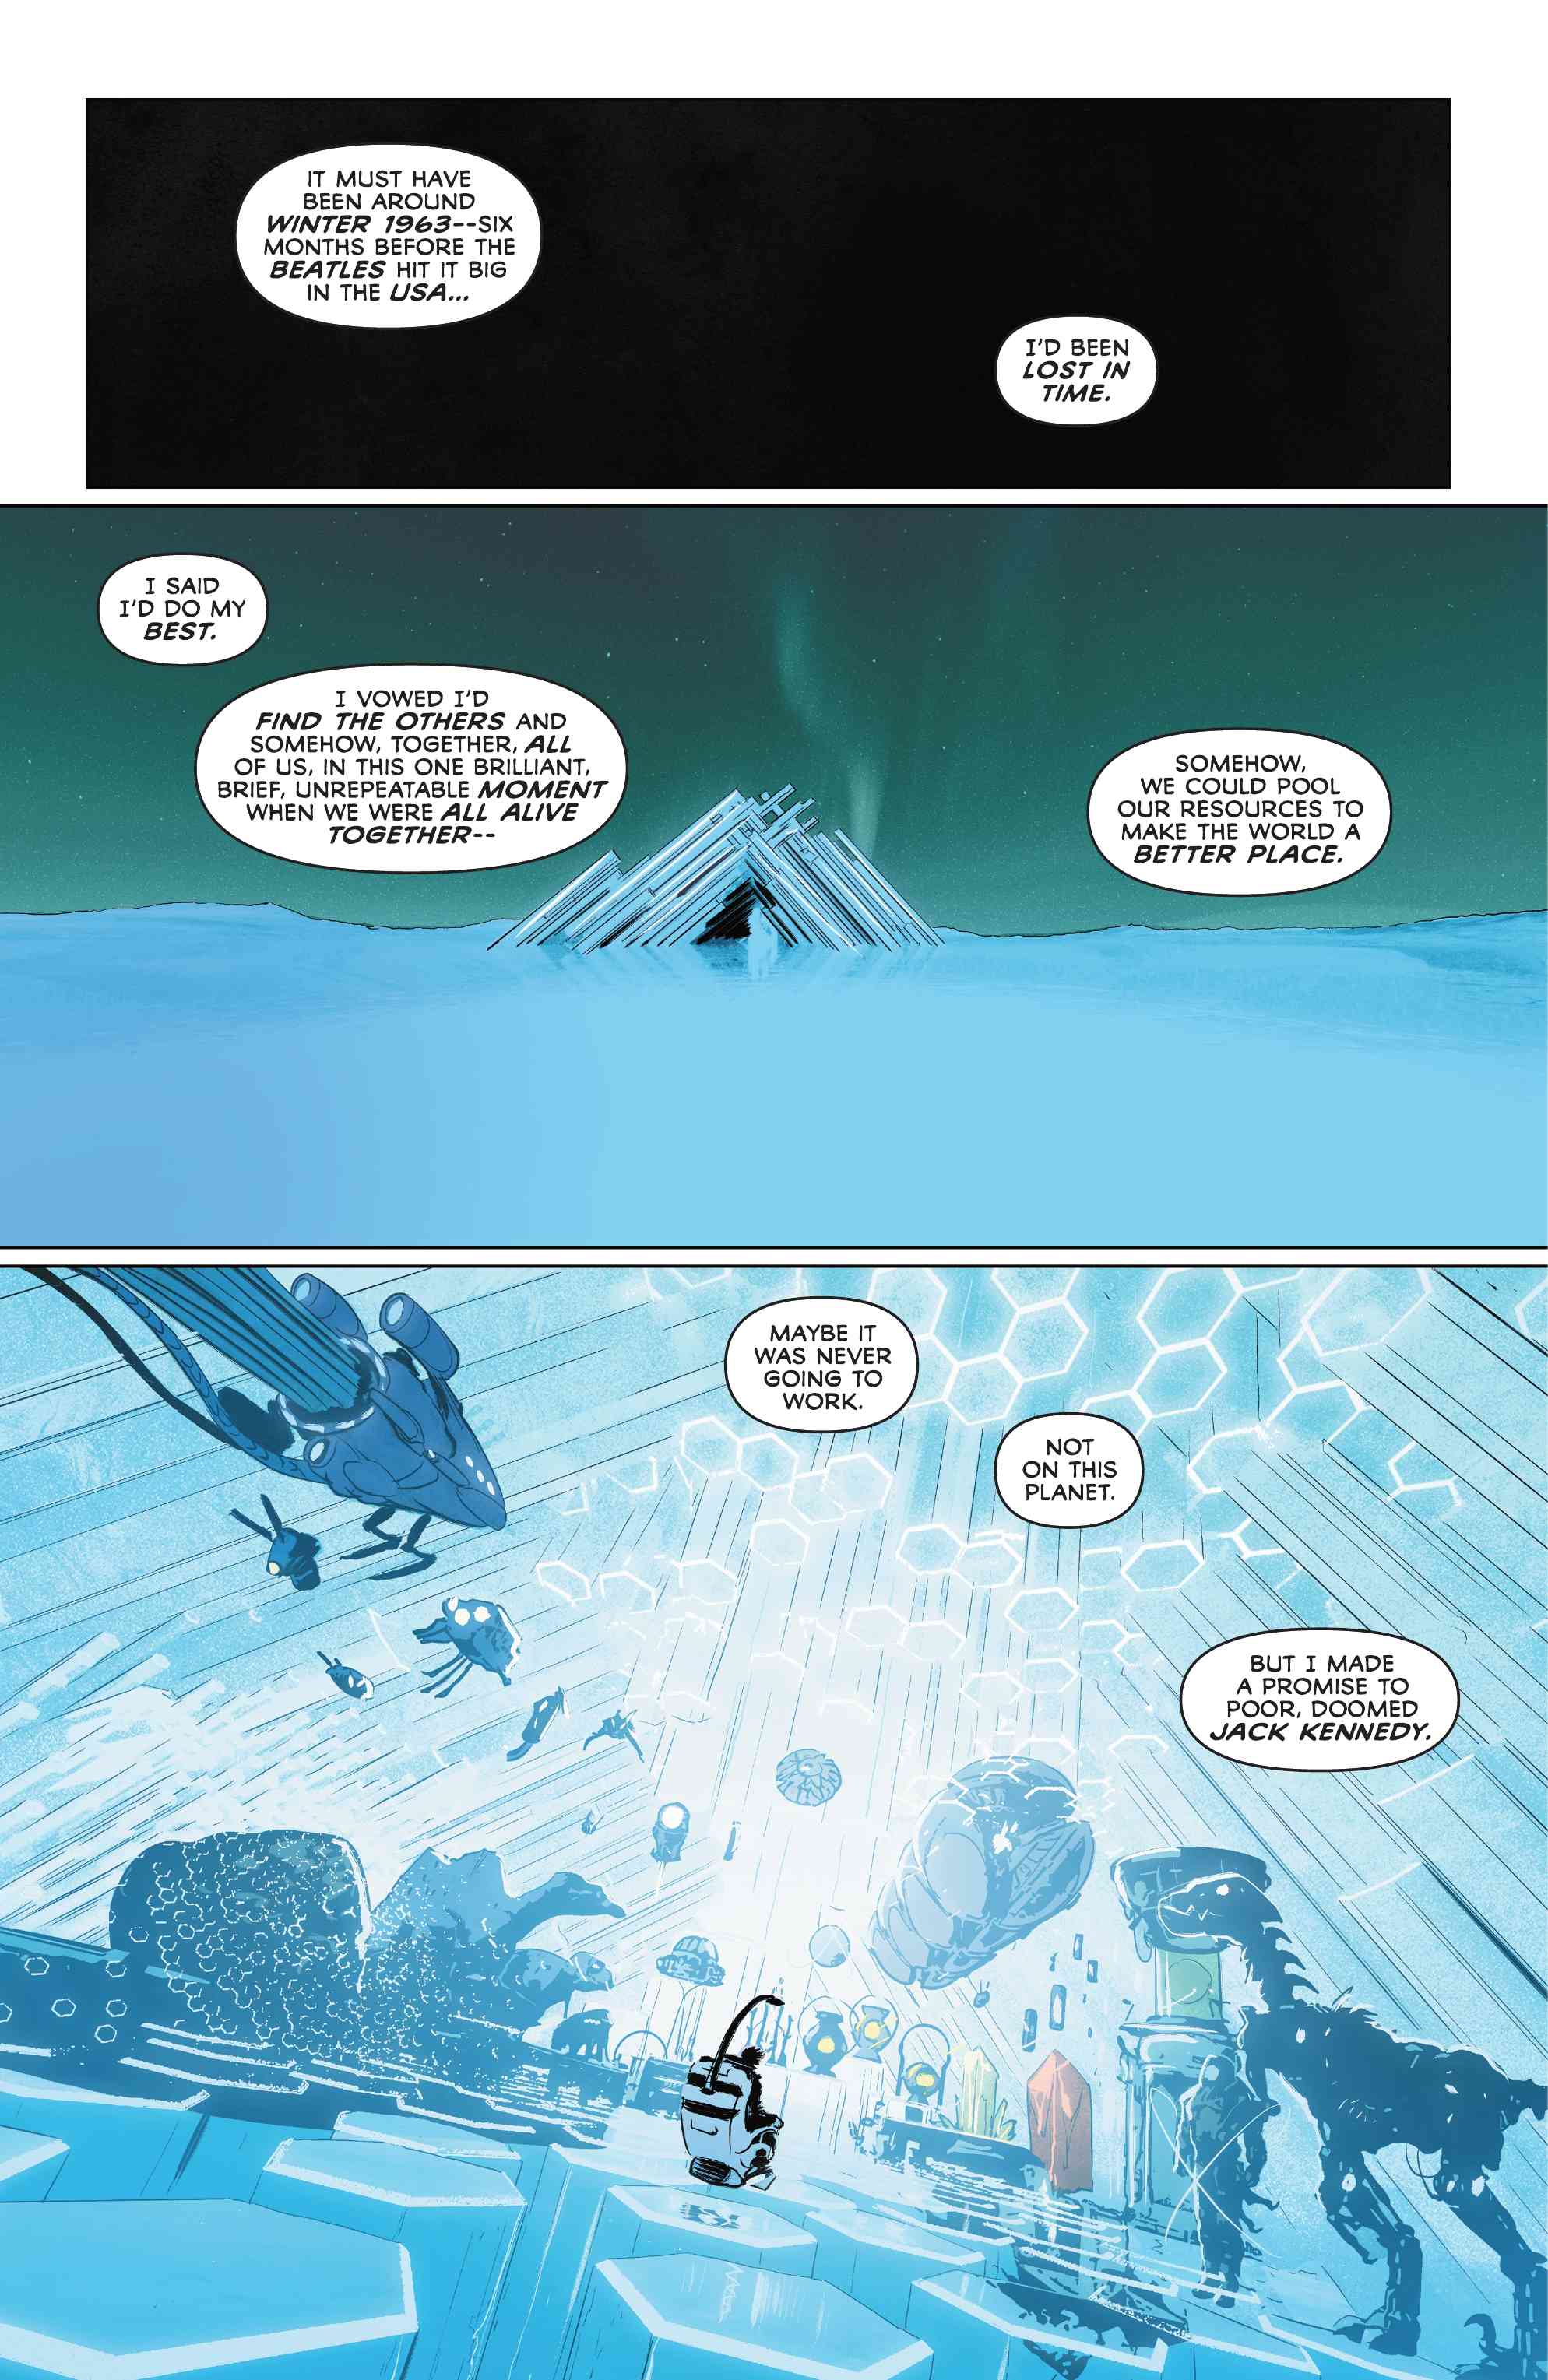 IT MUST HAVE
BEEN AROUND
WINTER 1963--SIX
MONTHS BEFORE THE
BEATLES HIT IT BIG
IN THE USA...
I'D BEEN
LOST IN
TIME.
I SAID
I'D DO MY
BEST.
I VOWED I'D
FIND THE OTHERS AND
SOMEHOW, TOGETHER, ALL
OF US, IN THIS ONE BRILLIANT,
BRIEF, UNREPEATABLE MOMENT
WHEN WE WERE ALL ALIVE
TOGETHER--
SOMEHOW,
WE COULD POOL
OUR RESOURCES TO
MAKE THE WORLD A
BETTER PLACE.
MAYBE IT
WAS NEVER
GOING TO
WORK.
NOT
ON THIS
PLANET.
BUT I MADE
A PROMISE TO
POOR, DOOMED
JACK KENNEDY.